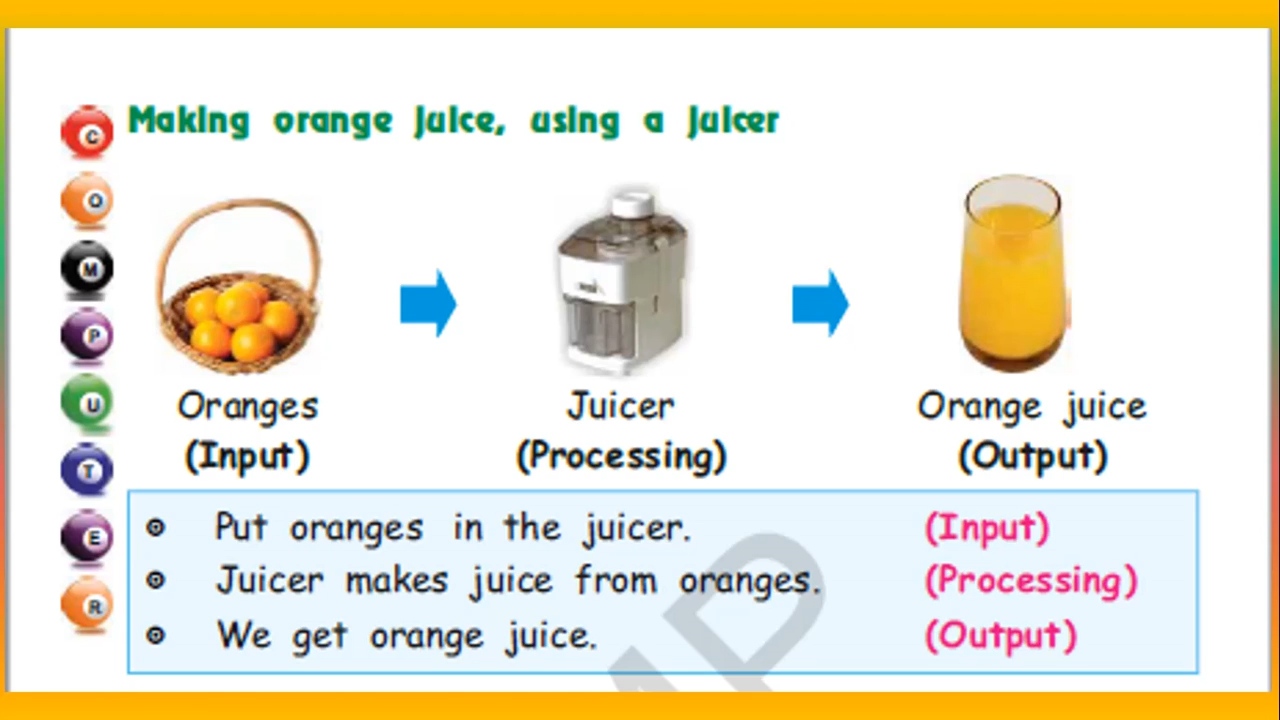 Making orange juice, using a juicer
C
O
M
P
U
T
E
R
Oranges Juicer Orange juice
(Input) (Processing) (Output)
Put oranges in the juicer. (Input)
Juicer makes juice from oranges. (Processing)
We get orange juice. (Output)
MP